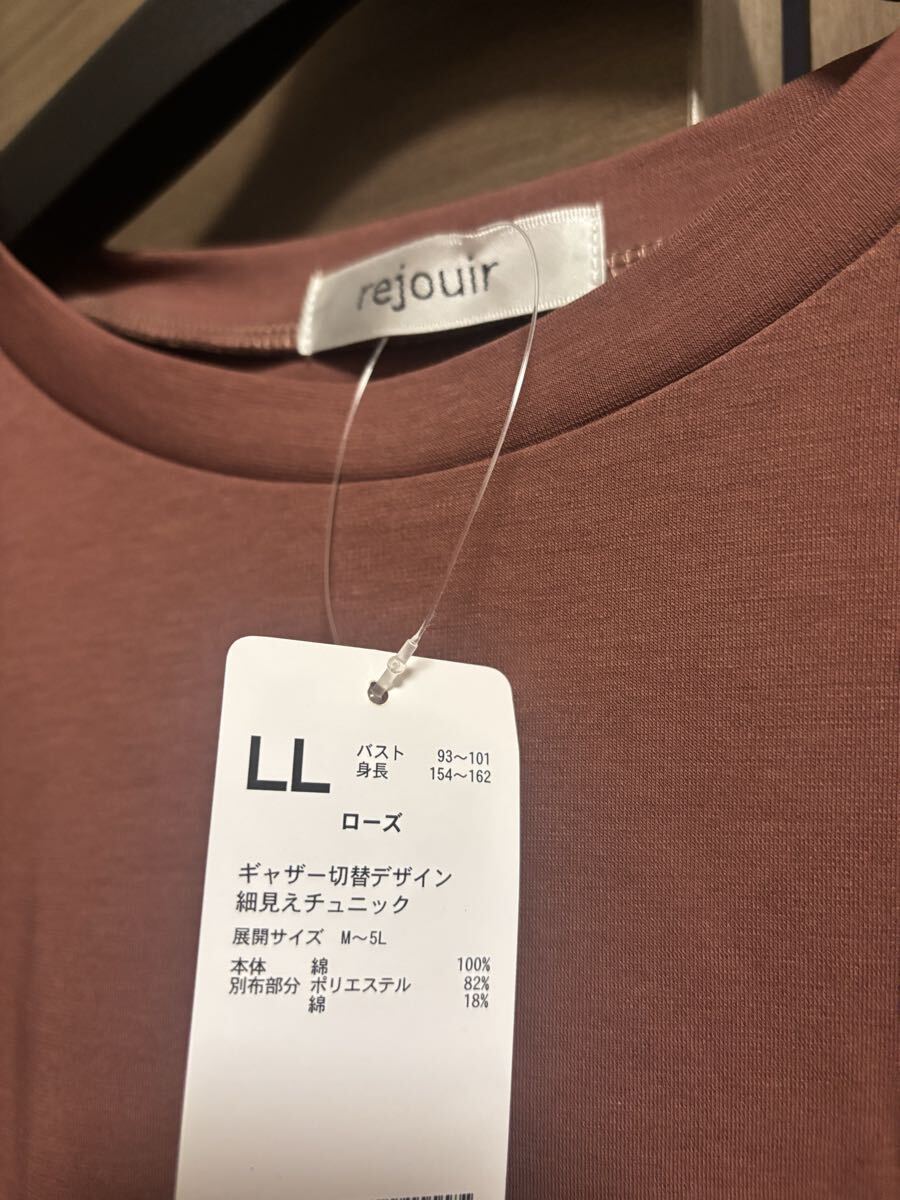 rejouir
LL
バスト 93～101
身長 154～162
ローズ
ギャザー切替デザイン
細見えチュニック
展開サイズ M～5L
本体 綿 100%
別布部分 ポリエステル 82%
綿 18%